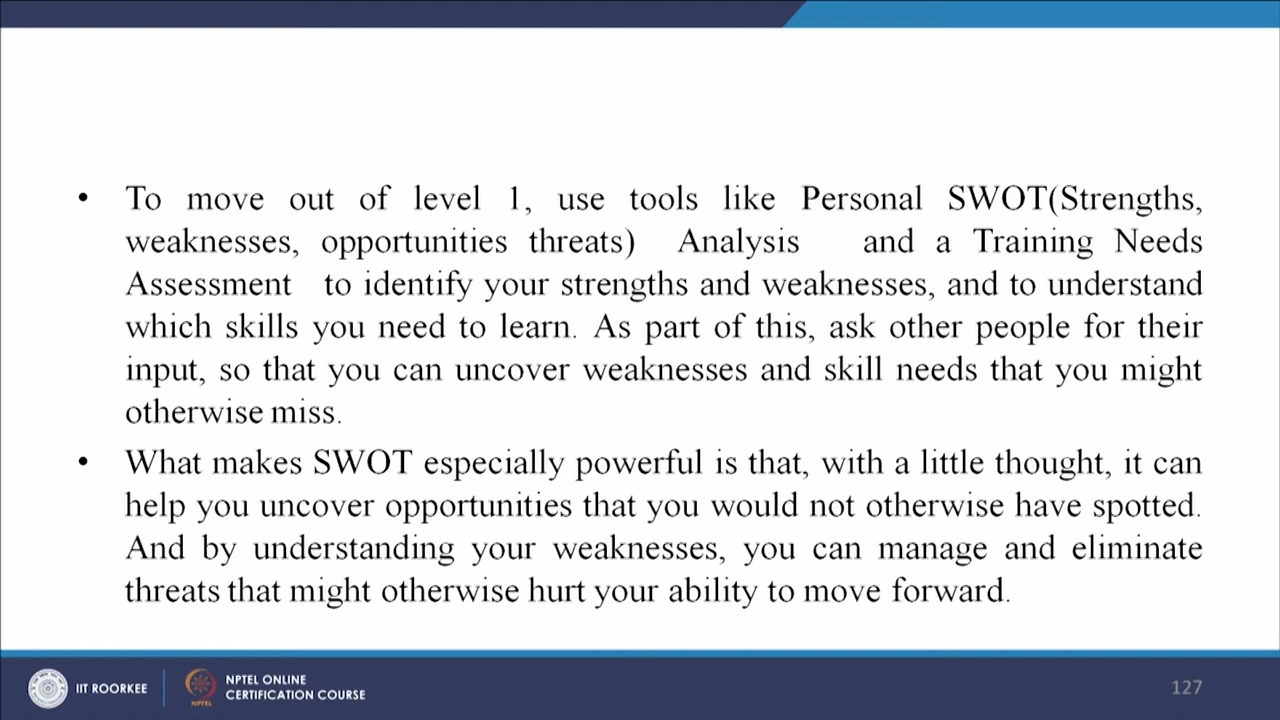 • To move out of level 1, use tools like Personal SWOT(Strengths,
weaknesses, opportunities threats) Analysis and a Training Needs
Assessment to identify your strengths and weaknesses, and to understand
which skills you need to learn. As part of this, ask other people for their
input, so that you can uncover weaknesses and skill needs that you might
otherwise miss.
• What makes SWOT especially powerful is that, with a little thought, it can
help you uncover opportunities that you would not otherwise have spotted.
And by understanding your weaknesses, you can manage and eliminate
threats that might otherwise hurt your ability to move forward.
IIT ROORKEE
NPTEL
NPTEL ONLINE
CERTIFICATION COURSE
127